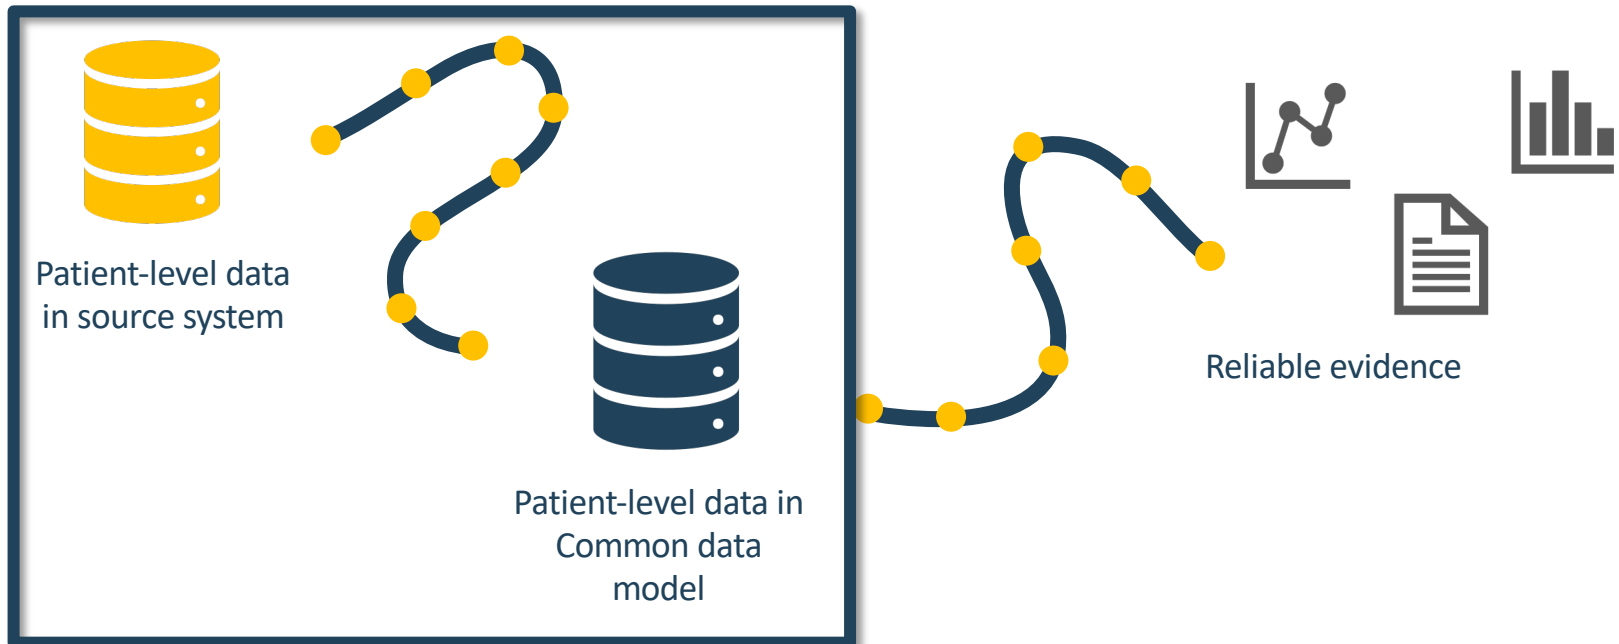 Patient-level data
in source system
Patient-level data in
Common data
model
Reliable evidence